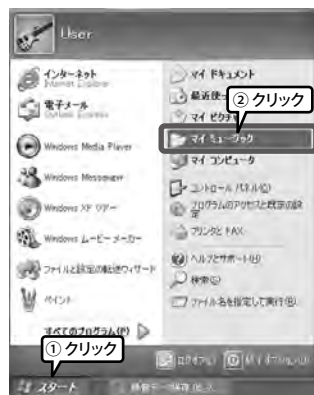 User
インターネット
Internet Explorer
電子メール
Outlook Express
Windows Media Player
Windows Messenger
Windows XP ツアー
Windows ムービー メーカー
ファイルと設定の転送ウィザード
ペイント
すべてのプログラム(P)
① クリック
マイ ドキュメント
最近使っ
② クリック
マイ ピクチャ
マイ ミュージック
マイ コンピュータ
コントロール パネル(C)
プログラムのアクセスと既定の設定
プリンタと FAX
ヘルプとサポート(H)
検索(S)
ファイル名を指定して実行(R)
ログオフ(L)
終了オプション(U)
スタート